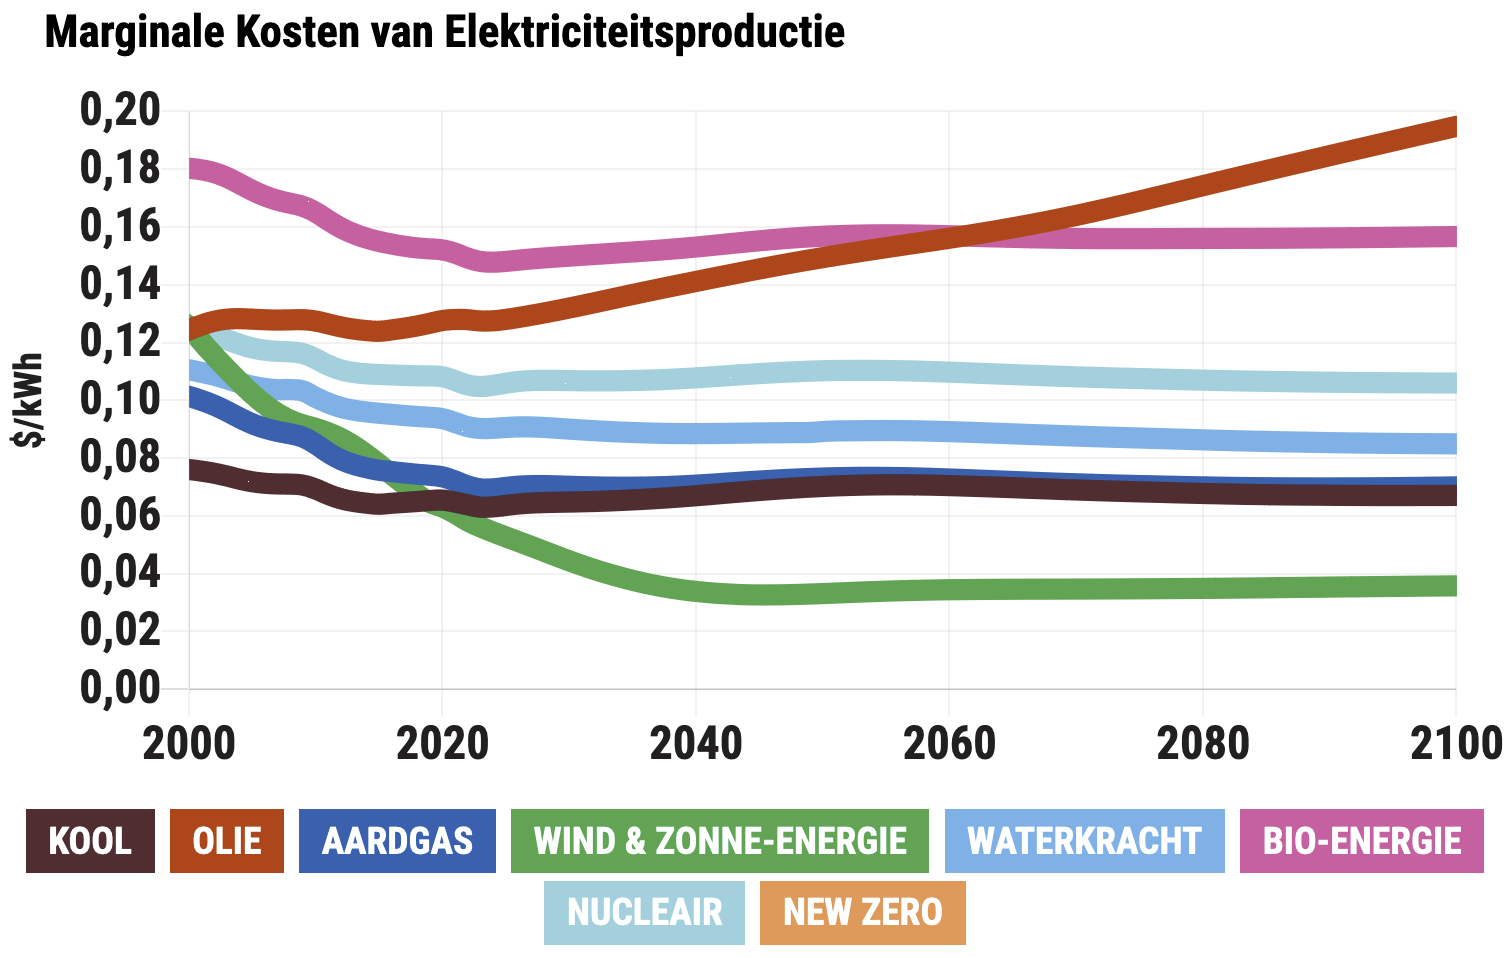 Marginale Kosten van Elektriciteitsproductie
0,20
0,18
0,16
0,14
0,12
0,10
0,08
0,06
0,04
0,02
0,00
$/kWh
2000 2020 2040 2060 2080 2100
KOOL OLIE AARDGAS WIND & ZONNE-ENERGIE WATERKRACHT BIO-ENERGIE
NUCLEAIR NEW ZERO